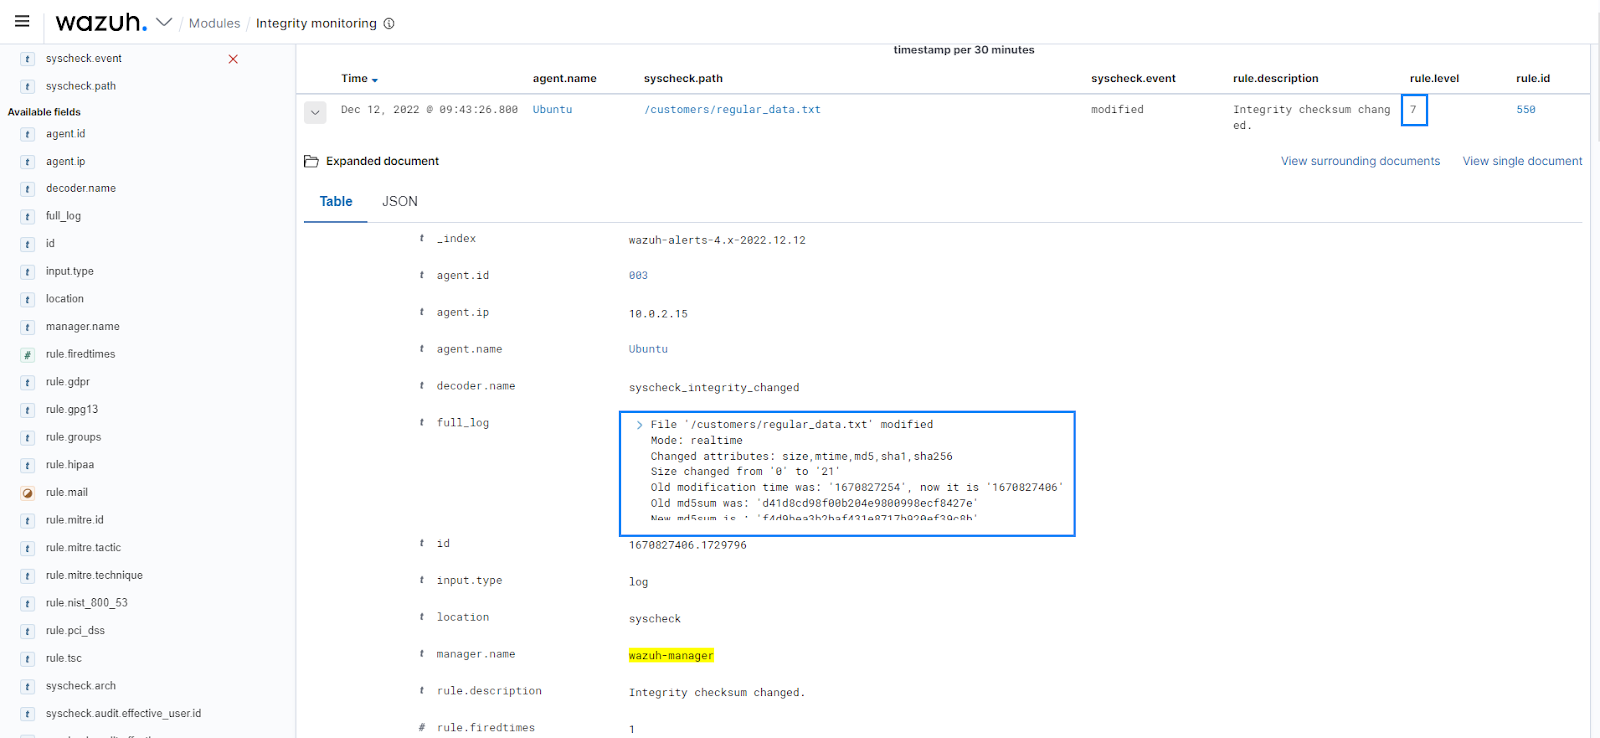 wazuh. / Modules / Integrity monitoring
t syscheck.event
t syscheck.path
Available fields
t agent.id
t agent.ip
t decoder.name
t full_log
t id
t input.type
t location
t manager.name
# rule.firedtimes
t rule.gdpr
t rule.gpg13
t rule.groups
t rule.hipaa
rule.mail
t rule.mitre.id
t rule.mitre.tactic
t rule.mitre.technique
t rule.nist_800_53
t rule.pci_dss
t rule.tsc
t syscheck.arch
t syscheck.audit.effective_user.id
timestamp per 30 minutes
Time agent.name syscheck.path syscheck.event rule.description rule.level rule.id
Dec 12, 2022 @ 09:43:26.800 Ubuntu /customers/regular_data.txt modified Integrity checksum chang 7 550
ed.
Expanded document View surrounding documents View single document
Table JSON
t _index wazuh-alerts-4.x-2022.12.12
t agent.id 003
t agent.ip 10.0.2.15
t agent.name Ubuntu
t decoder.name syscheck_integrity_changed
t full_log > File '/customers/regular_data.txt' modified
Mode: realtime
Changed attributes: size,mtime,md5,sha1,sha256
Size changed from '0' to '21'
Old modification time was: '1670827254', now it is '1670827406'
Old md5sum was: 'd41d8cd98f00b204e9800998ecf8427e'
New md5sum is :
t id 1670827406.1729796
t input.type log
t location syscheck
t manager.name wazuh-manager
t rule.description Integrity checksum changed.
# rule.firedtimes 1